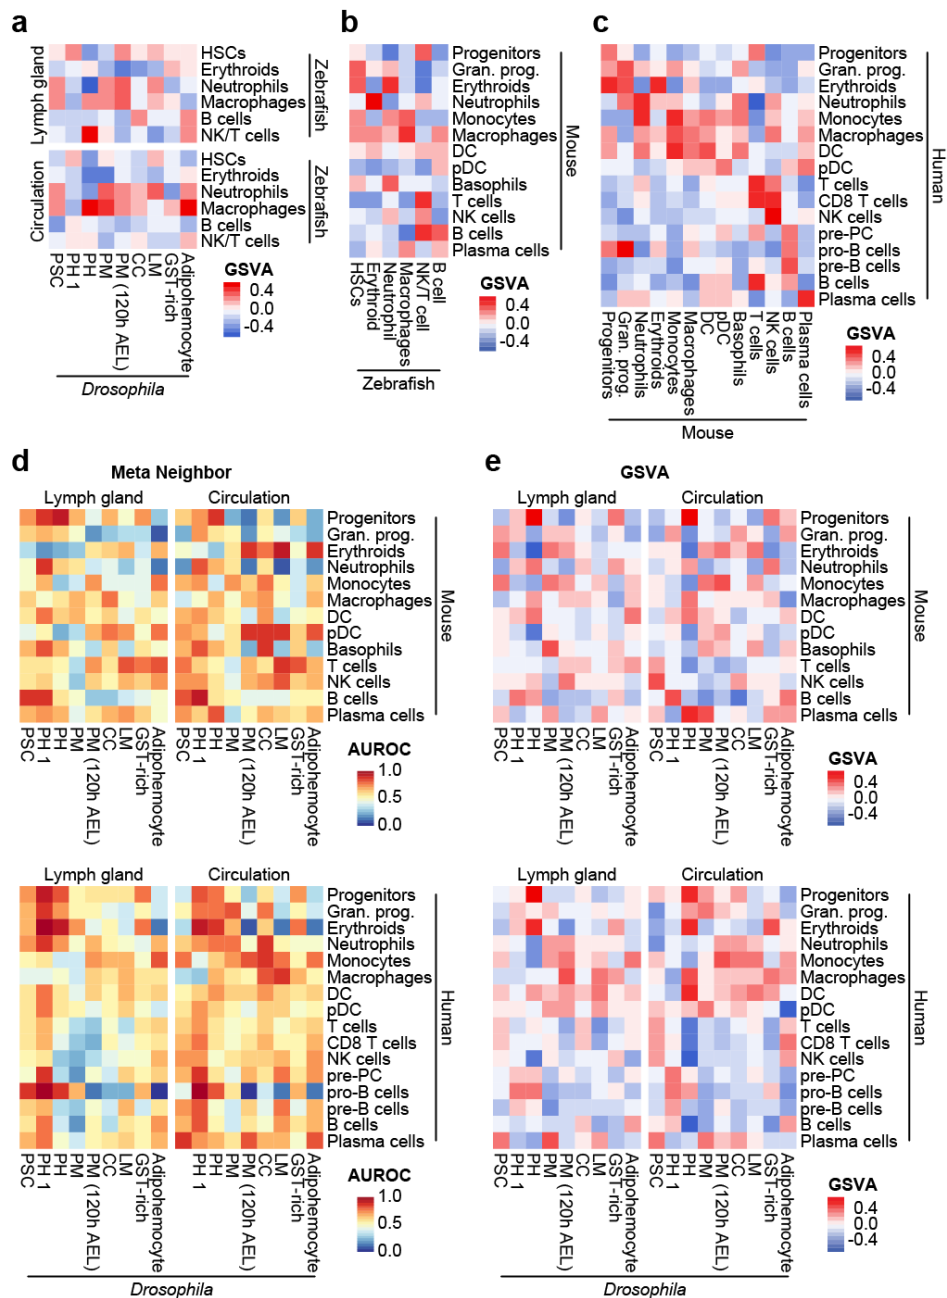 a
Lymph gland
HSCs
Erythroids
Neutrophils
Macrophages
B cells
NK/T cells
Zebrafish
Circulation
HSCs
Erythroids
Neutrophils
Macrophages
B cells
NK/T cells
Zebrafish
PSC
PH 1
PH
PM
PM (120h AEL)
CC
LM
GST-rich
Adipohemocyte
Drosophila
GSVA
0.4
0.0
-0.4
b
Progenitors
Gran. prog.
Erythroids
Neutrophils
Monocytes
Macrophages
DC
pDC
Basophils
T cells
NK cells
B cells
Plasma cells
Mouse
HSCs
Erythroid
Neutrophil
Macrophages
NK/T cell
B cell
Zebrafish
GSVA
0.4
0.0
-0.4
c
Progenitors
Gran. prog.
Erythroids
Neutrophils
Monocytes
Macrophages
DC
pDC
T cells
CD8 T cells
NK cells
pre-PC
pro-B cells
pre-B cells
B cells
Plasma cells
Human
Progenitors
Gran. prog.
Neutrophils
Erythroids
Monocytes
Macrophages
DC
pDC
Basophils
T cells
NK cells
B cells
Plasma cells
Mouse
GSVA
0.4
0.0
-0.4
d
Meta Neighbor
Lymph gland
Circulation
Progenitors
Gran. prog.
Erythroids
Neutrophils
Monocytes
Macrophages
DC
pDC
Basophils
T cells
NK cells
B cells
Plasma cells
Mouse
PSC
PH 1
PH
PM
PM (120h AEL)
CC
LM
GST-rich
Adipohemocyte
PSC
PH 1
PH
PM
PM (120h AEL)
CC
LM
GST-rich
Adipohemocyte
AUROC
1.0
0.5
0.0
Lymph gland
Circulation
Progenitors
Gran. prog.
Erythroids
Neutrophils
Monocytes
Macrophages
DC
pDC
T cells
CD8 T cells
NK cells
pre-PC
pro-B cells
pre-B cells
B cells
Plasma cells
Human
PSC
PH 1
PH
PM
PM (120h AEL)
CC
LM
GST-rich
Adipohemocyte
PSC
PH 1
PH
PM
PM (120h AEL)
CC
LM
GST-rich
Adipohemocyte
Drosophila
AUROC
1.0
0.5
0.0
e
GSVA
Lymph gland
Circulation
Progenitors
Gran. prog.
Erythroids
Neutrophils
Monocytes
Macrophages
DC
pDC
Basophils
T cells
NK cells
B cells
Plasma cells
Mouse
PSC
PH 1
PH
PM
PM (120h AEL)
CC
LM
GST-rich
Adipohemocyte
PSC
PH 1
PH
PM
PM (120h AEL)
CC
LM
GST-rich
Adipohemocyte
GSVA
0.4
0.0
-0.4
Lymph gland
Circulation
Progenitors
Gran. prog.
Erythroids
Neutrophils
Monocytes
Macrophages
DC
pDC
T cells
CD8 T cells
NK cells
pre-PC
pro-B cells
pre-B cells
B cells
Plasma cells
Human
PSC
PH 1
PH
PM
PM (120h AEL)
CC
LM
GST-rich
Adipohemocyte
PSC
PH 1
PH
PM
PM (120h AEL)
CC
LM
GST-rich
Adipohemocyte
Drosophila
GSVA
0.4
0.0
-0.4